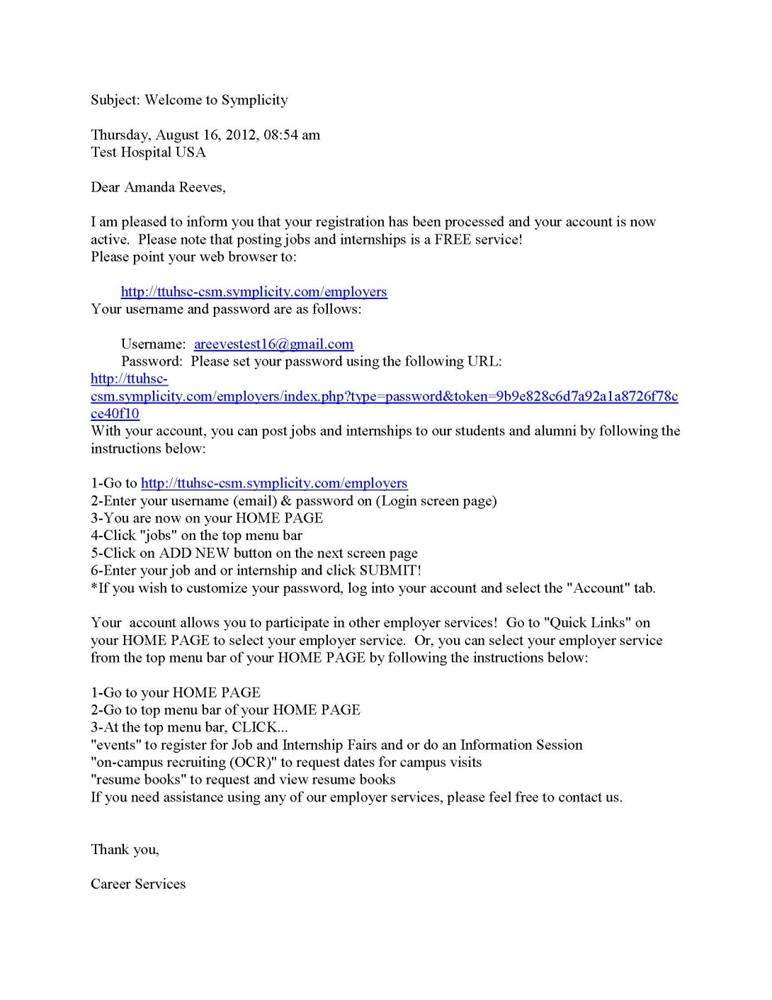 Subject: Welcome to Symplicity
Thursday, August 16, 2012, 08:54 am
Test Hospital USA
Dear Amanda Reeves,
I am pleased to inform you that your registration has been processed and your account is now
active.  Please note that posting jobs and internships is a FREE service!
Please point your web browser to:
http://ttuhsc-csm.symplicity.com/employers
Your username and password are as follows:
Username:  areevestest16@gmail.com
Password:  Please set your password using the following URL:
http://ttuhsc-
csm.symplicity.com/employers/index.php?type=password&token=9b9e828c6d7a92a1a8726f78c
ce40f10
With your account, you can post jobs and internships to our students and alumni by following the
instructions below:
1-Go to http://ttuhsc-csm.symplicity.com/employers
2-Enter your username (email) & password on (Login screen page)
3-You are now on your HOME PAGE
4-Click "jobs" on the top menu bar
5-Click on ADD NEW button on the next screen page
6-Enter your job and or internship and click SUBMIT!
*If you wish to customize your password, log into your account and select the "Account" tab.
Your  account allows you to participate in other employer services!  Go to "Quick Links" on
your HOME PAGE to select your employer service.  Or, you can select your employer service
from the top menu bar of your HOME PAGE by following the instructions below:
1-Go to your HOME PAGE
2-Go to top menu bar of your HOME PAGE
3-At the top menu bar, CLICK...
"events" to register for Job and Internship Fairs and or do an Information Session
"on-campus recruiting (OCR)" to request dates for campus visits
"resume books" to request and view resume books
If you need assistance using any of our employer services, please feel free to contact us.
Thank you,
Career Services